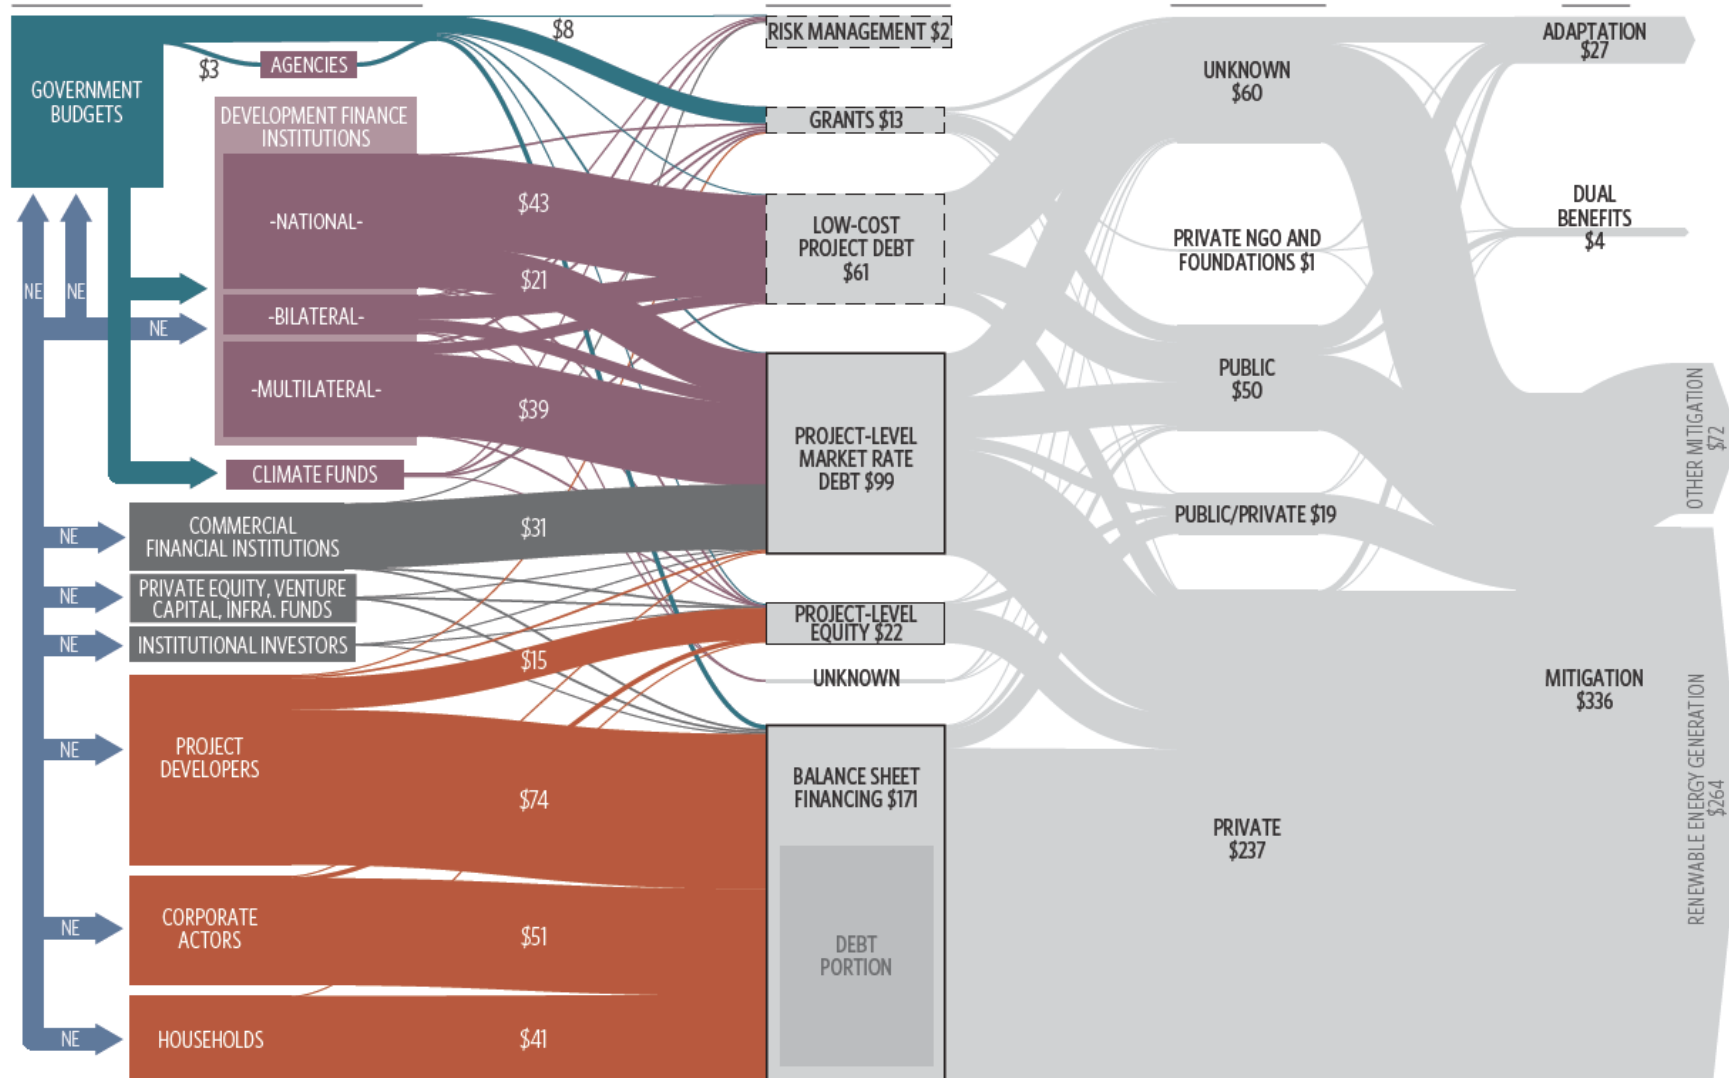 GOVERNMENT
BUDGETS
$3
AGENCIES
$8
DEVELOPMENT FINANCE
INSTITUTIONS
-NATIONAL-
$43
$21
-BILATERAL-
-MULTILATERAL-
$39
CLIMATE FUNDS
NE
NE
NE
NE
COMMERCIAL
FINANCIAL INSTITUTIONS
$31
NE
PRIVATE EQUITY, VENTURE
CAPITAL, INFRA. FUNDS
NE
INSTITUTIONAL INVESTORS
$15
NE
PROJECT
DEVELOPERS
$74
NE
CORPORATE
ACTORS
$51
NE
HOUSEHOLDS
$41
RISK MANAGEMENT $2
GRANTS $13
LOW-COST
PROJECT DEBT
$61
PROJECT-LEVEL
MARKET RATE
DEBT $99
PROJECT-LEVEL
EQUITY $22
UNKNOWN
BALANCE SHEET
FINANCING $171
DEBT
PORTION
UNKNOWN
$60
PRIVATE NGO AND
FOUNDATIONS $1
PUBLIC
$50
PUBLIC/PRIVATE $19
PRIVATE
$237
ADAPTATION
$27
DUAL
BENEFITS
$4
MITIGATION
$336
OTHER MITIGATION
$72
RENEWABLE ENERGY GENERATION
$264